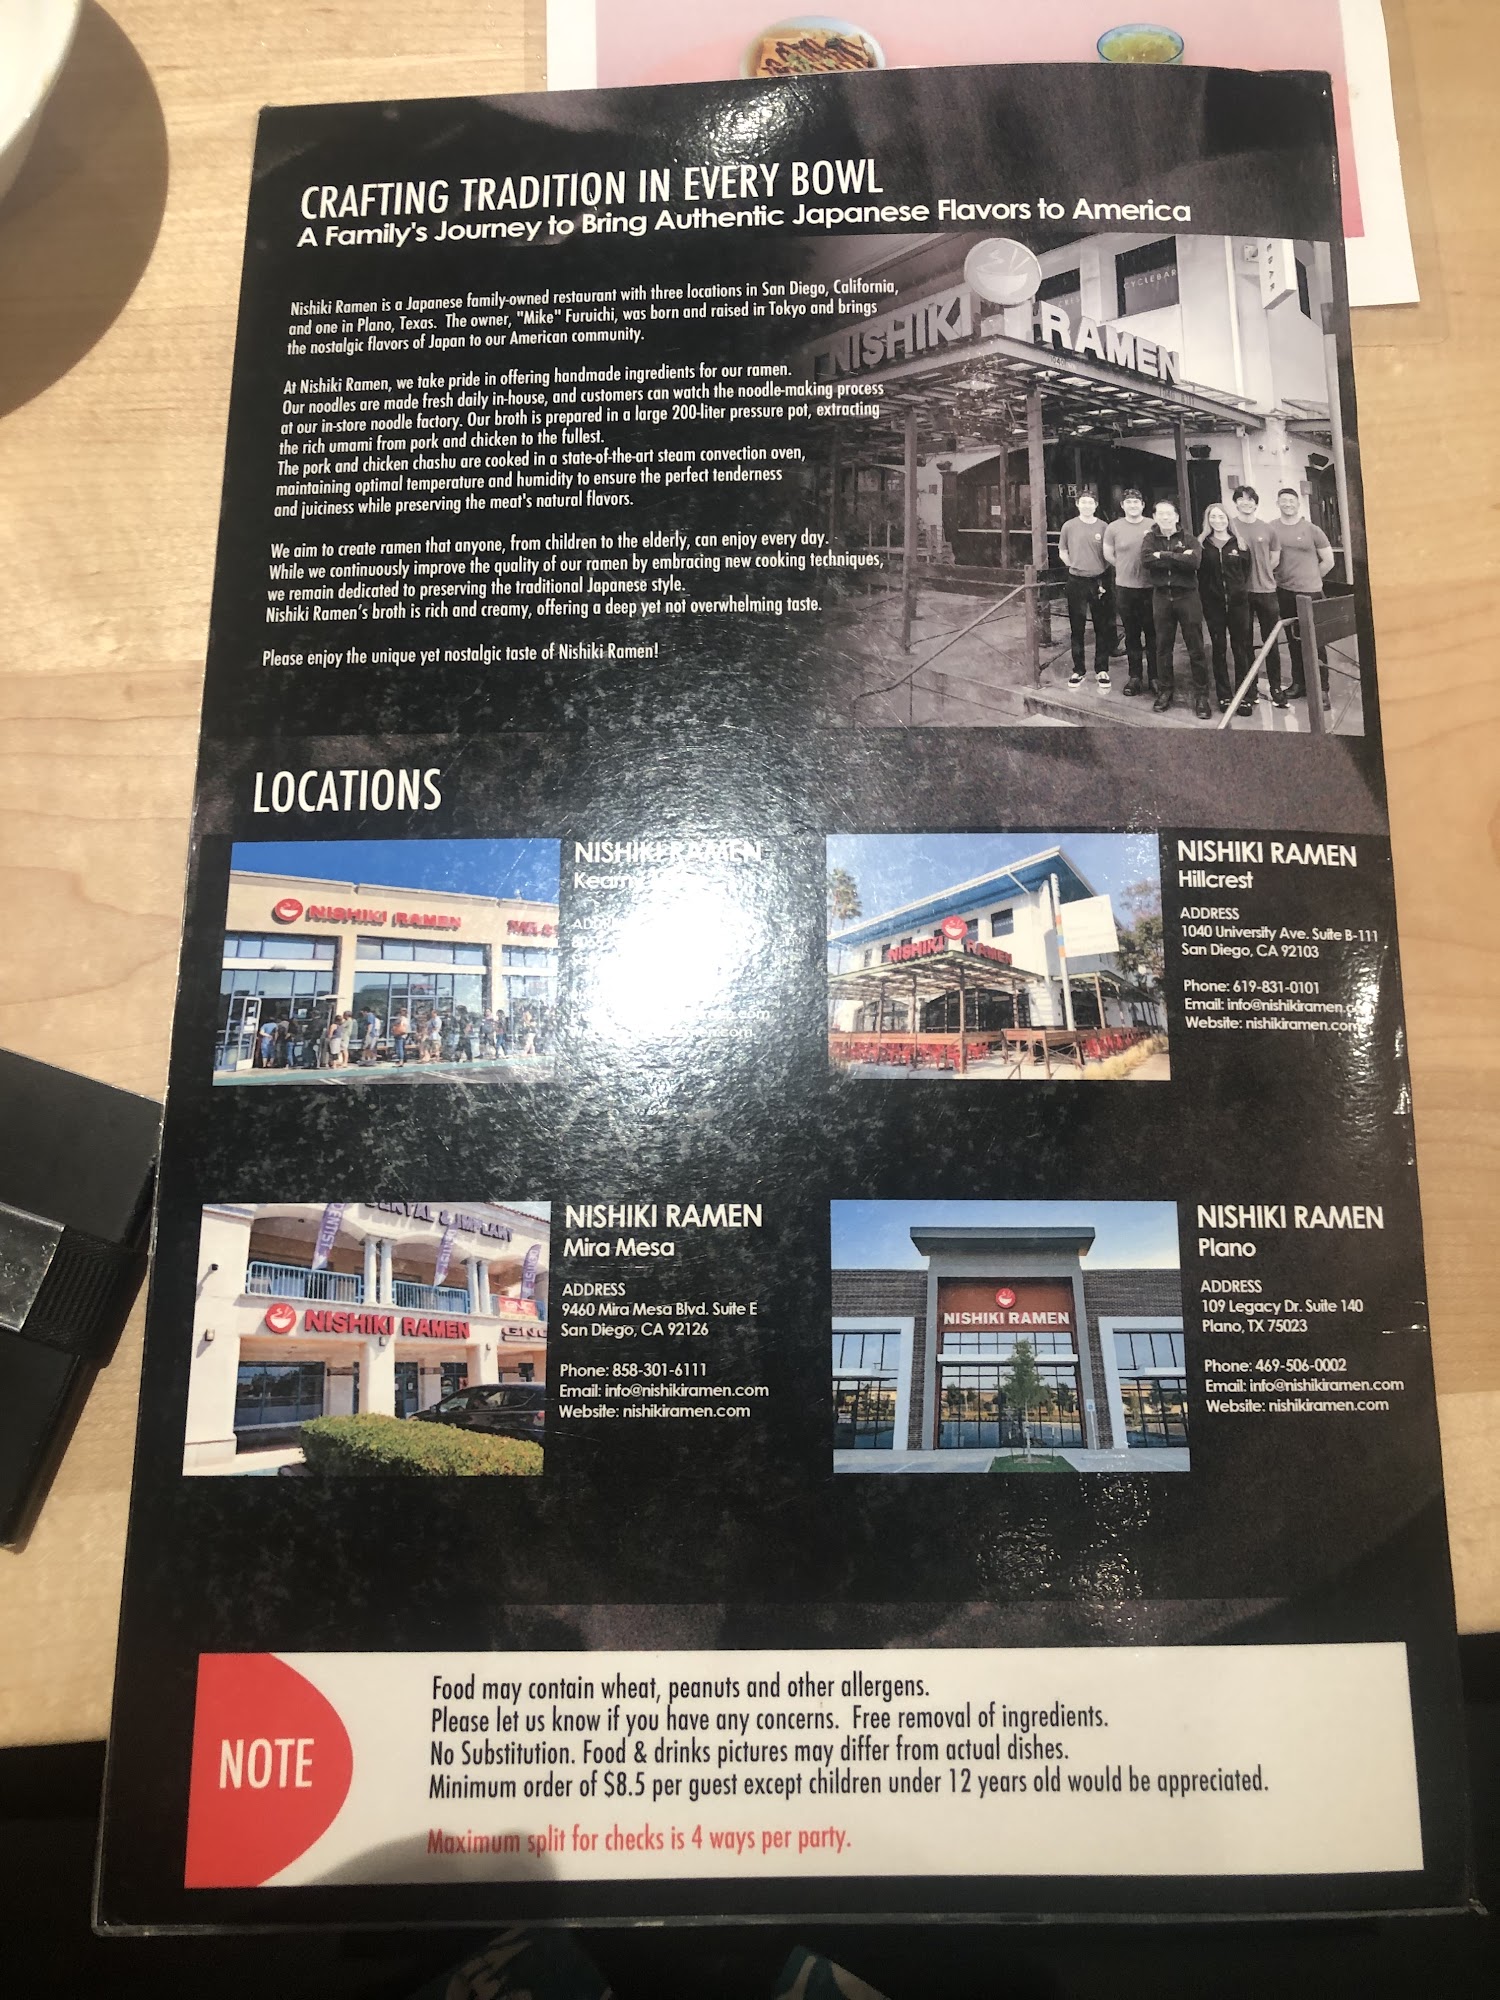 CRAFTING TRADITION IN EVERY BOWL
A Family's Journey to Bring Authentic Japanese Flavors to America
Nishiki Ramen is a Japanese family-owned restaurant with three locations in San Diego, California,
and one in Plano, Texas. The owner, "Mike" Furuichi, was born and raised in Tokyo and brings
the nostalgic flavors of Japan to our American community.
At Nishiki Ramen, we take pride in offering handmade ingredients for our ramen.
Our noodles are made fresh daily in-house, and customers can watch the noodle-making process
at our in-store noodle factory. Our broth is prepared in a large 200-liter pressure pot, extracting
the rich umami from pork and chicken to the fullest.
The pork and chicken chashu are cooked in a state-of-the-art steam convection oven,
maintaining optimal temperature and humidity to ensure the perfect tenderness
and juiciness while preserving the meat's natural flavors.
We aim to create ramen that anyone, from children to the elderly, can enjoy every day.
While we continuously improve the quality of our ramen by embracing new cooking techniques,
we remain dedicated to preserving the traditional Japanese style.
Nishiki Ramen's broth is rich and creamy, offering a deep yet not overwhelming taste.
Please enjoy the unique yet nostalgic taste of Nishiki Ramen!
NISHIKI RAMEN
CYCLEBAR
LOCATIONS
NISHIKI RAMEN
NISHIKI RAMEN
NISHIKI RAMEN
NISHIKI RAMEN
Hillcrest
ADDRESS
1040 University Ave. Suite B-111
San Diego, CA 92103
Phone: 619-831-0101
Email: info@nishikiramen.com
Website: nishikiramen.com
DENTAL & IMPLANT
DENTIST
NISHIKI RAMEN
GNC
NISHIKI RAMEN
Mira Mesa
ADDRESS
9460 Mira Mesa Blvd. Suite E
San Diego, CA 92126
Phone: 858-301-6111
Email: info@nishikiramen.com
Website: nishikiramen.com
NISHIKI RAMEN
NISHIKI RAMEN
Plano
ADDRESS
109 Legacy Dr. Suite 140
Plano, TX 75023
Phone: 469-506-0002
Email: info@nishikiramen.com
Website: nishikiramen.com
NOTE
Food may contain wheat, peanuts and other allergens.
Please let us know if you have any concerns. Free removal of ingredients.
No Substitution. Food & drinks pictures may differ from actual dishes.
Minimum order of $8.5 per guest except children under 12 years old would be appreciated.
Maximum split for checks is 4 ways per party.